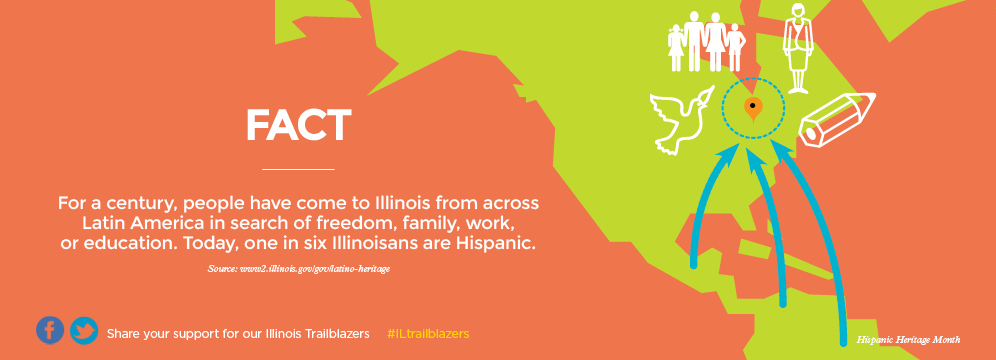 FACT
For a century, people have come to Illinois from across
Latin America in search of freedom, family, work,
or education. Today, one in six Illinoisans are Hispanic.
Source: www2.illinois.gov/gov/latino-heritage
Share your support for our Illinois Trailblazers #ILtrailblazers
Hispanic Heritage Month